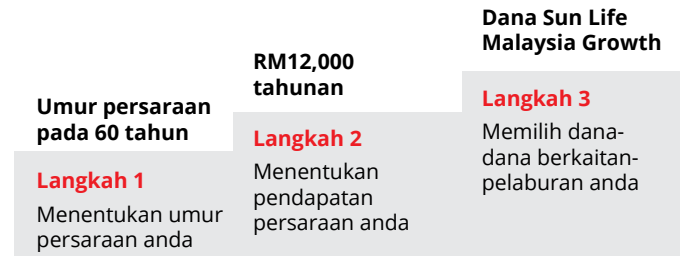 Umur persaraan
pada 60 tahun
Langkah 1
Menentukan umur
persaraan anda
RM12,000
tahunan
Langkah 2
Menentukan
pendapatan
persaraan anda
Dana Sun Life
Malaysia Growth
Langkah 3
Memilih dana-
dana berkaitan-
pelaburan anda